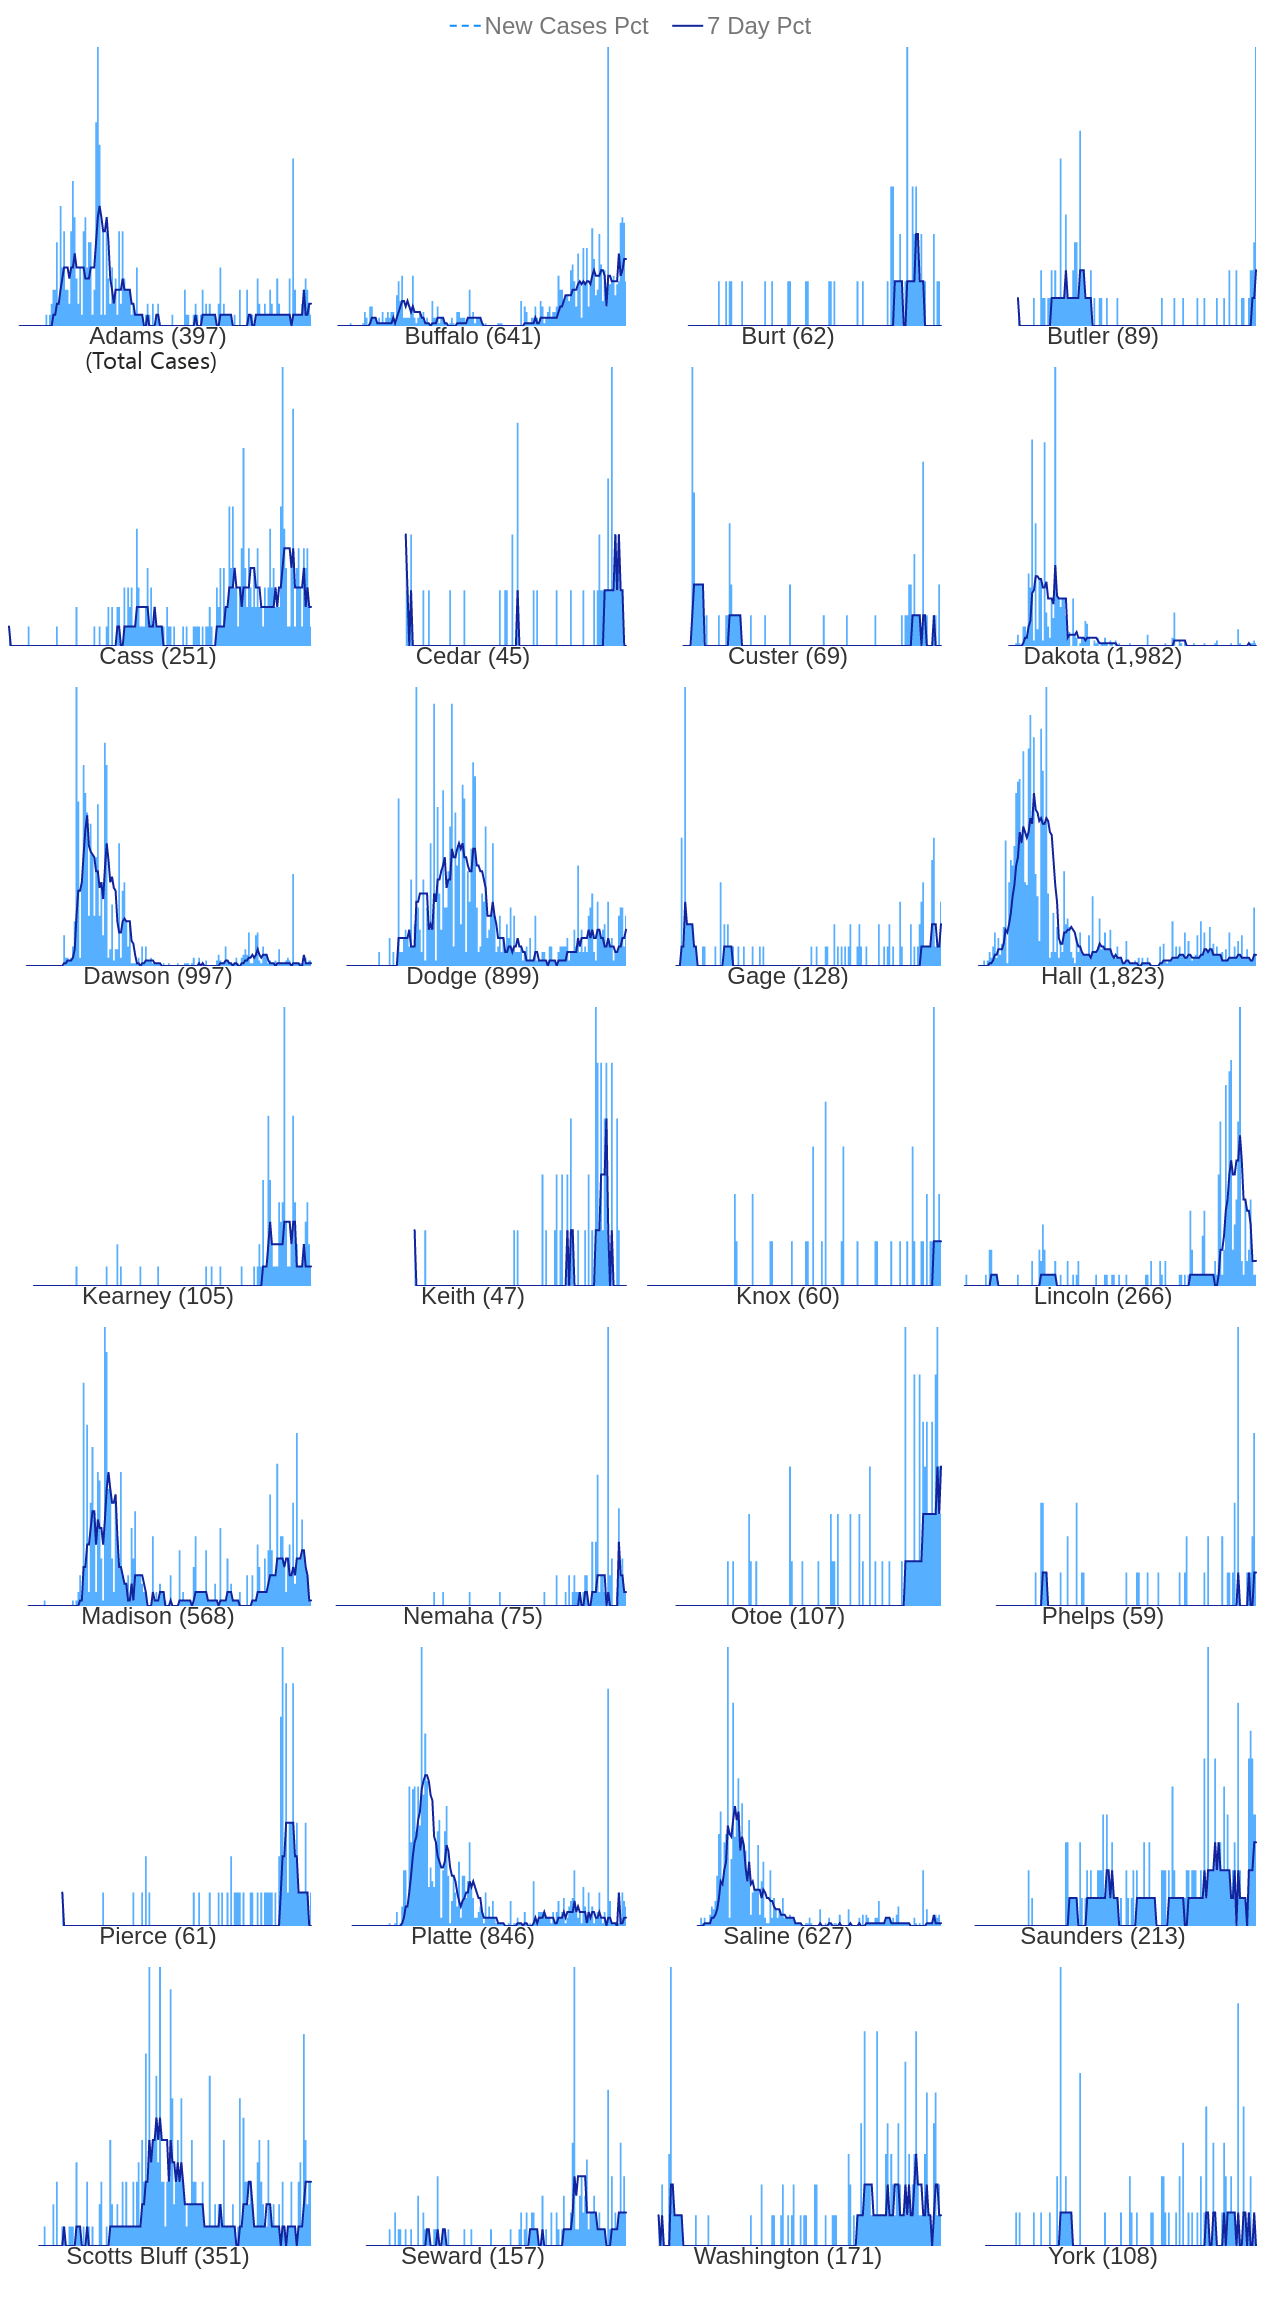 New Cases Pct 7 Day Pct
Adams (397) Buffalo (641) Burt (62) Butler (89)
(Total Cases)
Cass (251) Cedar (45) Custer (69) Dakota (1,982)
Dawson (997) Dodge (899) Gage (128) Hall (1,823)
Kearney (105) Keith (47) Knox (60) Lincoln (266)
Madison (568) Nemaha (75) Otoe (107) Phelps (59)
Pierce (61) Platte (846) Saline (627) Saunders (213)
Scotts Bluff (351) Seward (157) Washington (171) York (108)